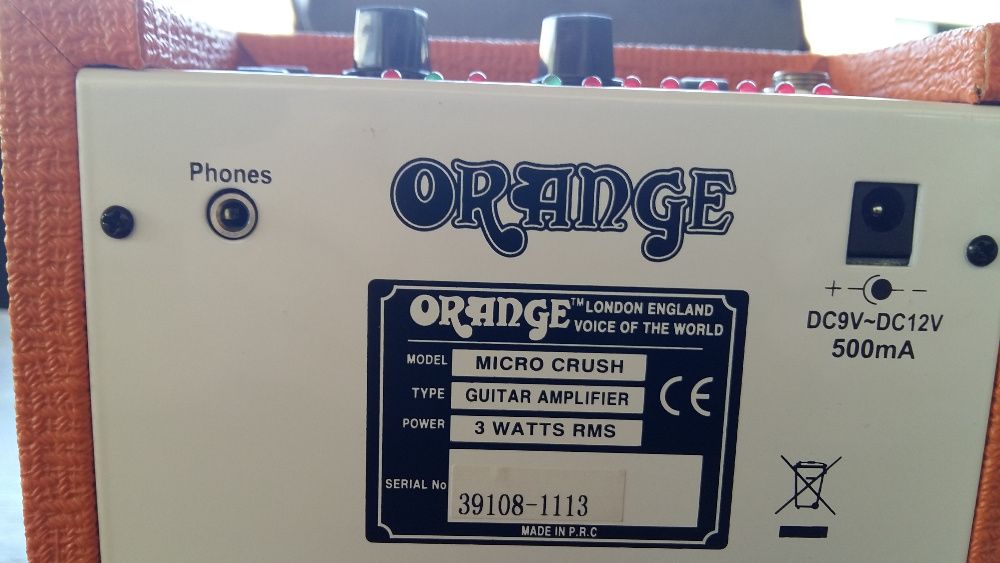 Phones
ORANGE
+ -
DC9V~DC12V
500mA
ORANGE™ LONDON ENGLAND
VOICE OF THE WORLD
MODEL MICRO CRUSH
TYPE GUITAR AMPLIFIER
POWER 3 WATTS RMS
CE
SERIAL No 39108-1113
MADE IN P.R.C